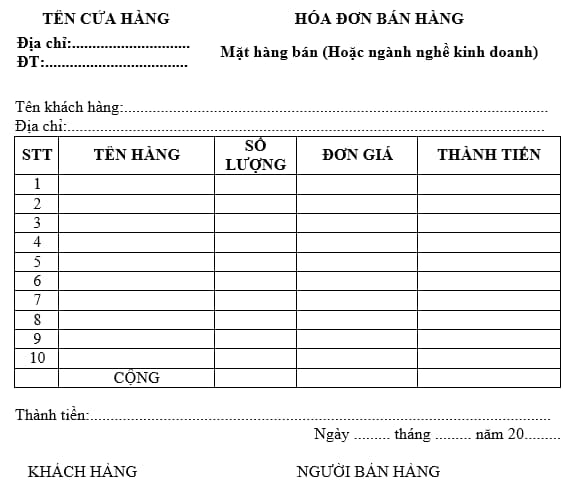 TÊN CỬA HÀNG HÓA ĐƠN BÁN HÀNG
Địa chỉ:..............................
ĐT:....................................
Mặt hàng bán (Hoặc ngành nghề kinh doanh)
Tên khách hàng:..........................................................................................................
Địa chỉ:.......................................................................................................................
STT TÊN HÀNG SỐ LƯỢNG ĐƠN GIÁ THÀNH TIỀN
1
2
3
4
5
6
7
8
9
10
CỘNG
Thành tiền:...................................................................................................................
Ngày ......... tháng ......... năm 20.........
KHÁCH HÀNG NGƯỜI BÁN HÀNG